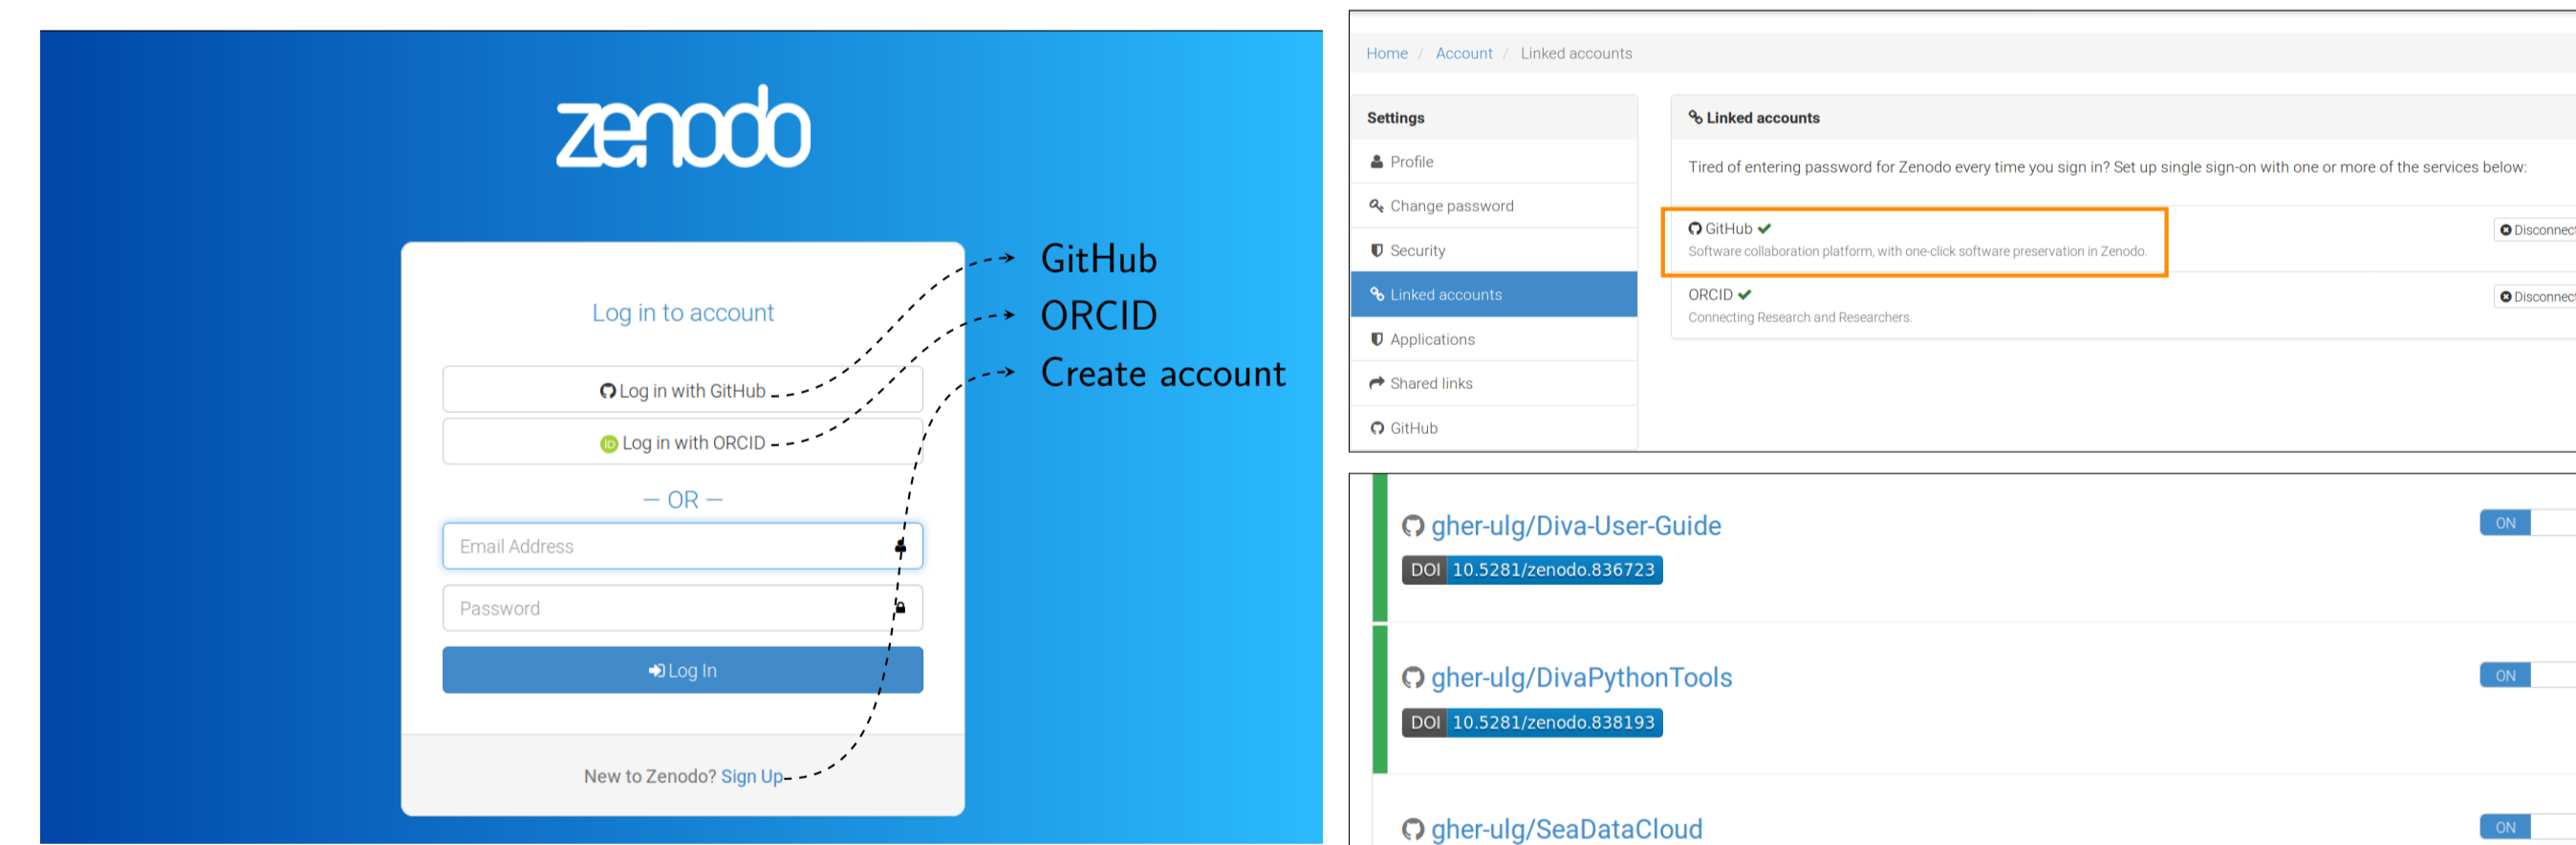 zenodo
Log in to account
Log in with GitHub
Log in with ORCID
— OR —
Email Address
Password
Log In
New to Zenodo? Sign Up
GitHub
ORCID
Create account
Home / Account / Linked accounts
Settings
Profile
Change password
Security
Linked accounts
Applications
Shared links
GitHub
Linked accounts
Tired of entering password for Zenodo every time you sign in? Set up single sign-on with one or more of the services below:
GitHub
Disconnect
Software collaboration platform, with one-click software preservation in Zenodo.
ORCID
Disconnect
Connecting Research and Researchers.
gher-ulg/Diva-User-Guide
ON
DOI 10.5281/zenodo.836723
gher-ulg/DivaPythonTools
ON
DOI 10.5281/zenodo.838193
gher-ulg/SeaDataCloud
ON